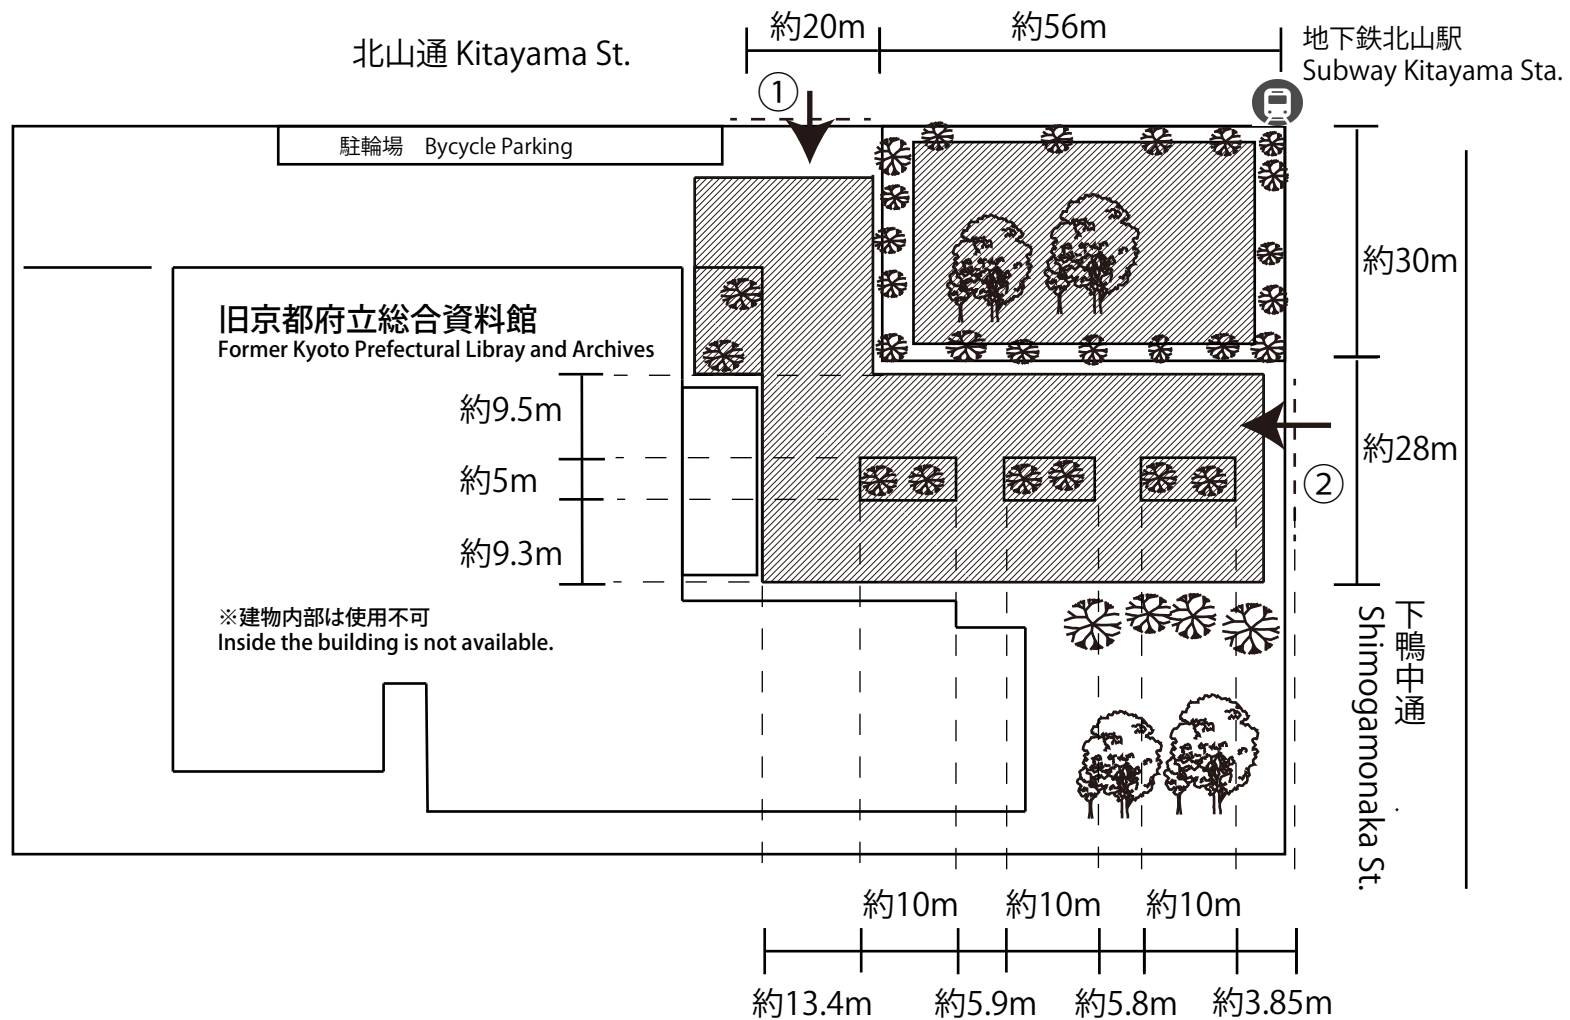 約20m
約56m
北山通 Kitayama St.
地下鉄北山駅
Subway Kitayama Sta.
①
駐輪場 Bycycle Parking
約30m
旧京都府立総合資料館
Former Kyoto Prefectural Libray and Archives
約9.5m
約5m
約9.3m
約28m
②
※建物内部は使用不可
Inside the building is not available.
下鴨中通
Shimogamonaka St.
約10m
約10m
約10m
約13.4m
約5.9m
約5.8m
約3.85m